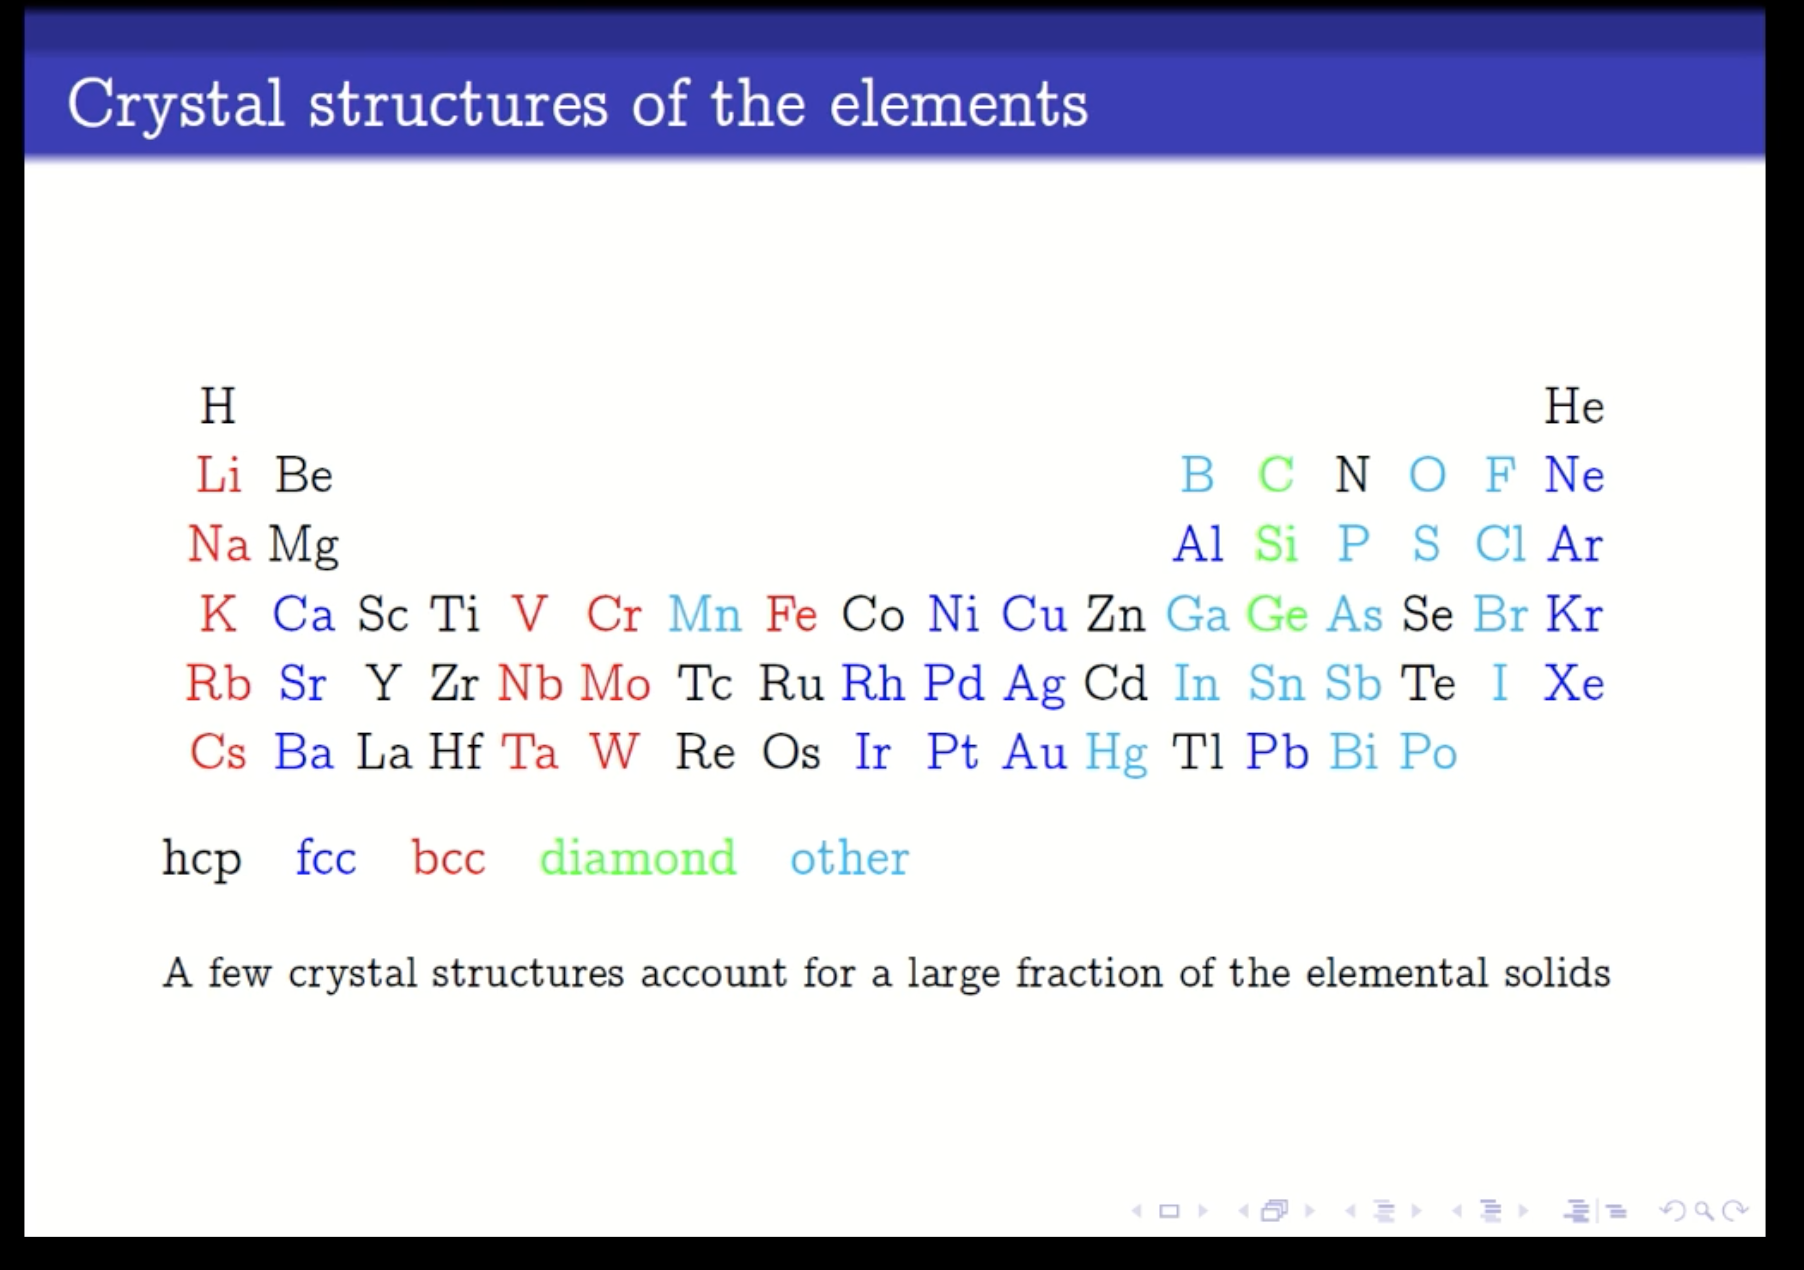 Crystal structures of the elements
H He
Li Be B C N O F Ne
Na Mg Al Si P S Cl Ar
K Ca Sc Ti V Cr Mn Fe Co Ni Cu Zn Ga Ge As Se Br Kr
Rb Sr Y Zr Nb Mo Tc Ru Rh Pd Ag Cd In Sn Sb Te I Xe
Cs Ba La Hf Ta W Re Os Ir Pt Au Hg Tl Pb Bi Po
hcp fcc bcc diamond other
A few crystal structures account for a large fraction of the elemental solids